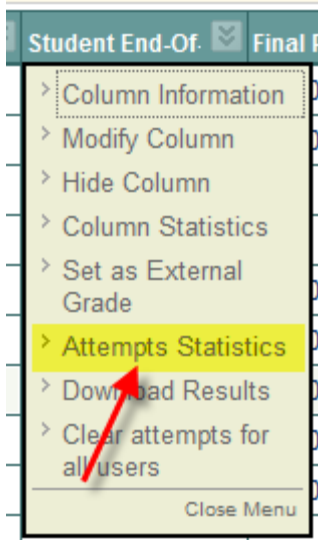 Student End-Of- Final
Column Information
Modify Column
Hide Column
Column Statistics
Set as External
Grade
Attempts Statistics
Download Results
Clear attempts for
all users
Close Menu